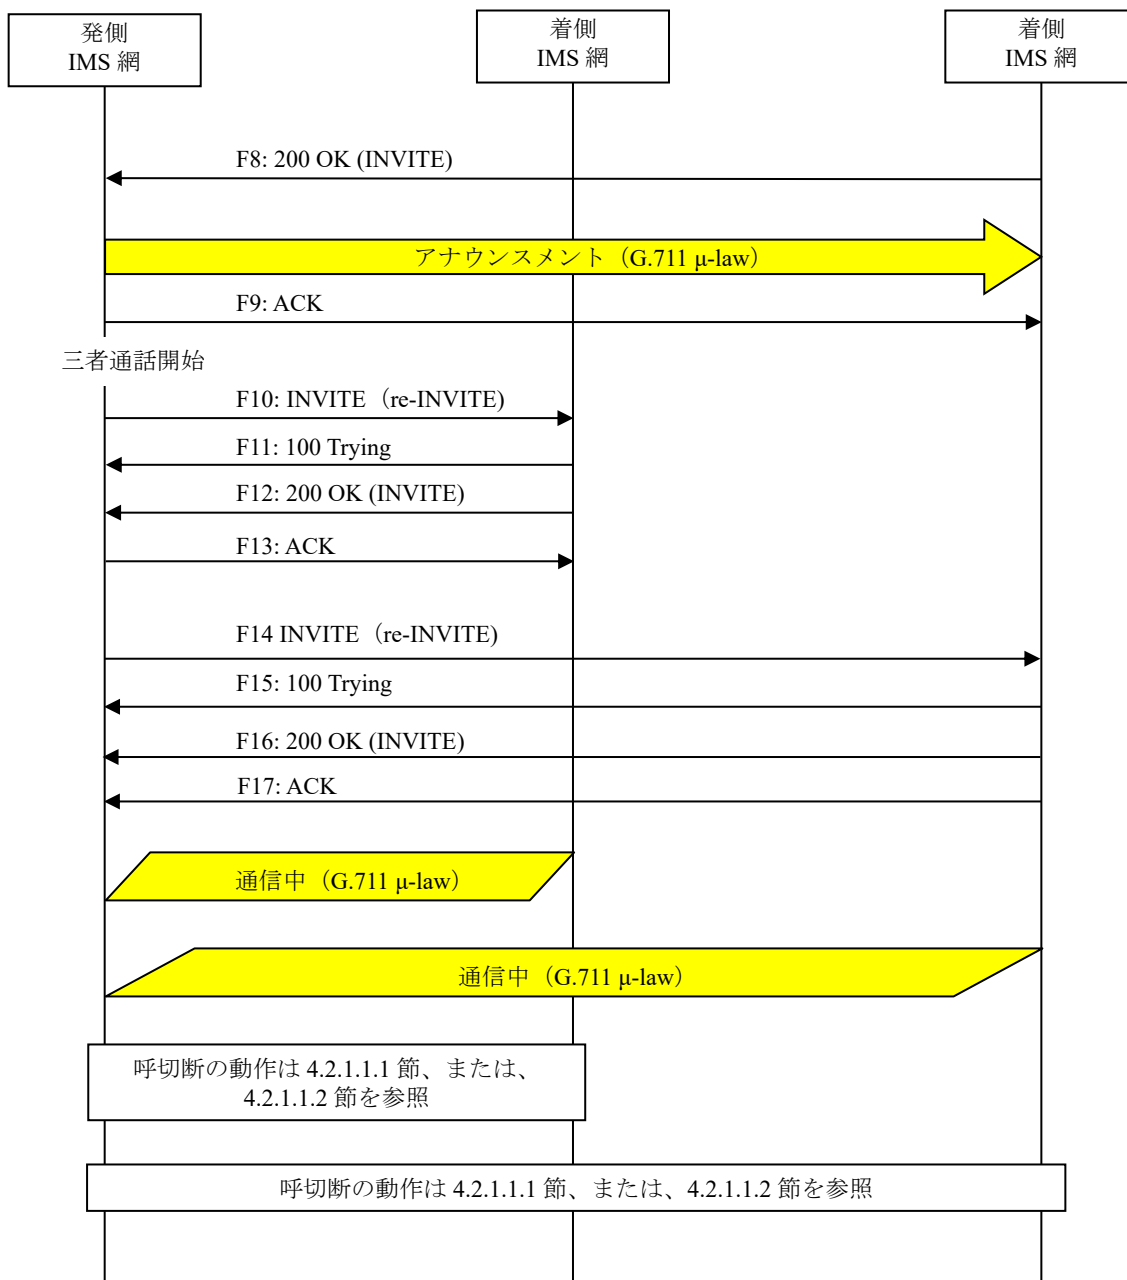 発側
IMS 網
着側
IMS 網
着側
IMS 網
F8: 200 OK (INVITE)
アナウンスメント（G.711 μ-law）
F9: ACK
三者通話開始
F10: INVITE（re-INVITE)
F11: 100 Trying
F12: 200 OK (INVITE)
F13: ACK
F14 INVITE（re-INVITE)
F15: 100 Trying
F16: 200 OK (INVITE)
F17: ACK
通信中（G.711 μ-law）
通信中（G.711 μ-law）
呼切断の動作は 4.2.1.1.1 節、または、
4.2.1.1.2 節を参照
呼切断の動作は 4.2.1.1.1 節、または、4.2.1.1.2 節を参照